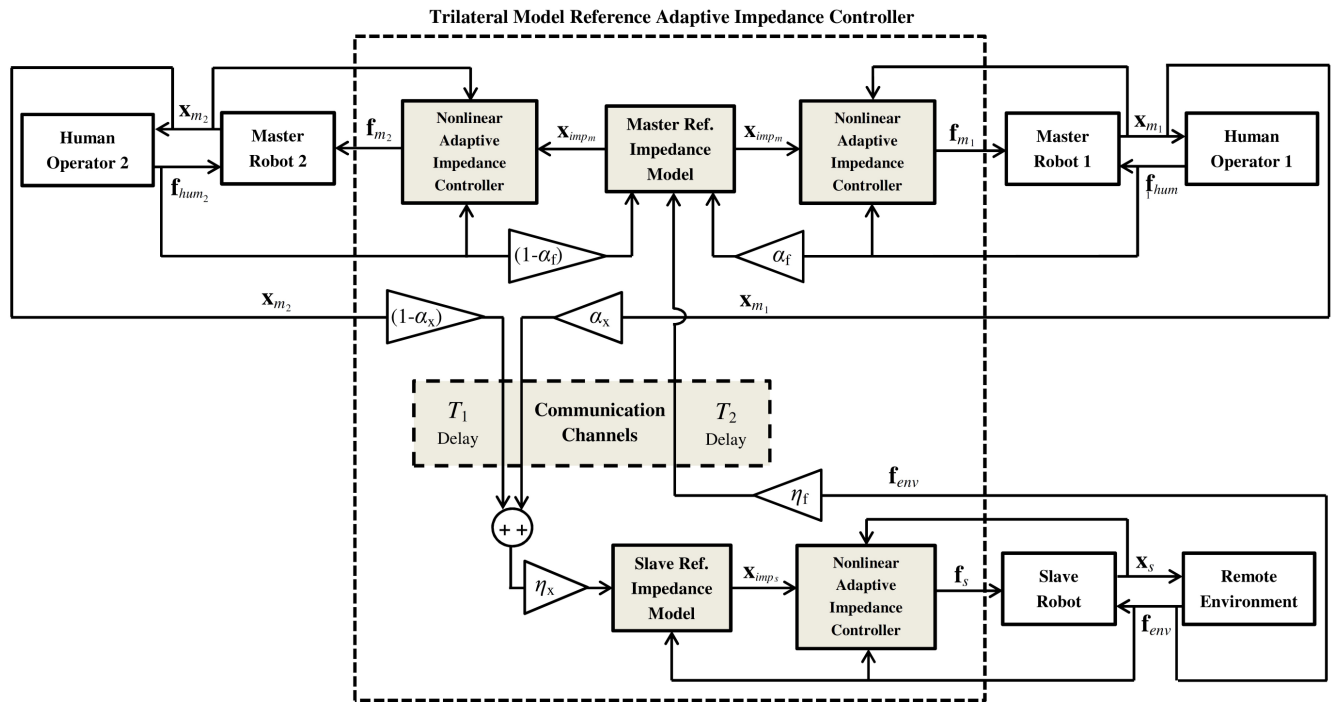 Trilateral Model Reference Adaptive Impedance Controller
Human
Operator 2
x_{m_2}
f_{hum_2}
Master
Robot 2
f_{m_2}
Nonlinear
Adaptive
Impedance
Controller
x_{imp_m}
Master Ref.
Impedance
Model
x_{imp_m}
Nonlinear
Adaptive
Impedance
Controller
f_{m_1}
Master
Robot 1
x_{m_1}
f_{hum_1}
Human
Operator 1
(1-α_f)
α_f
x_{m_2}
(1-α_x)
α_x
x_{m_1}
T_1
Delay
Communication
Channels
T_2
Delay
η_f
f_{env}
+ +
η_x
Slave Ref.
Impedance
Model
x_{imp_s}
Nonlinear
Adaptive
Impedance
Controller
f_s
Slave
Robot
x_s
f_{env}
Remote
Environment